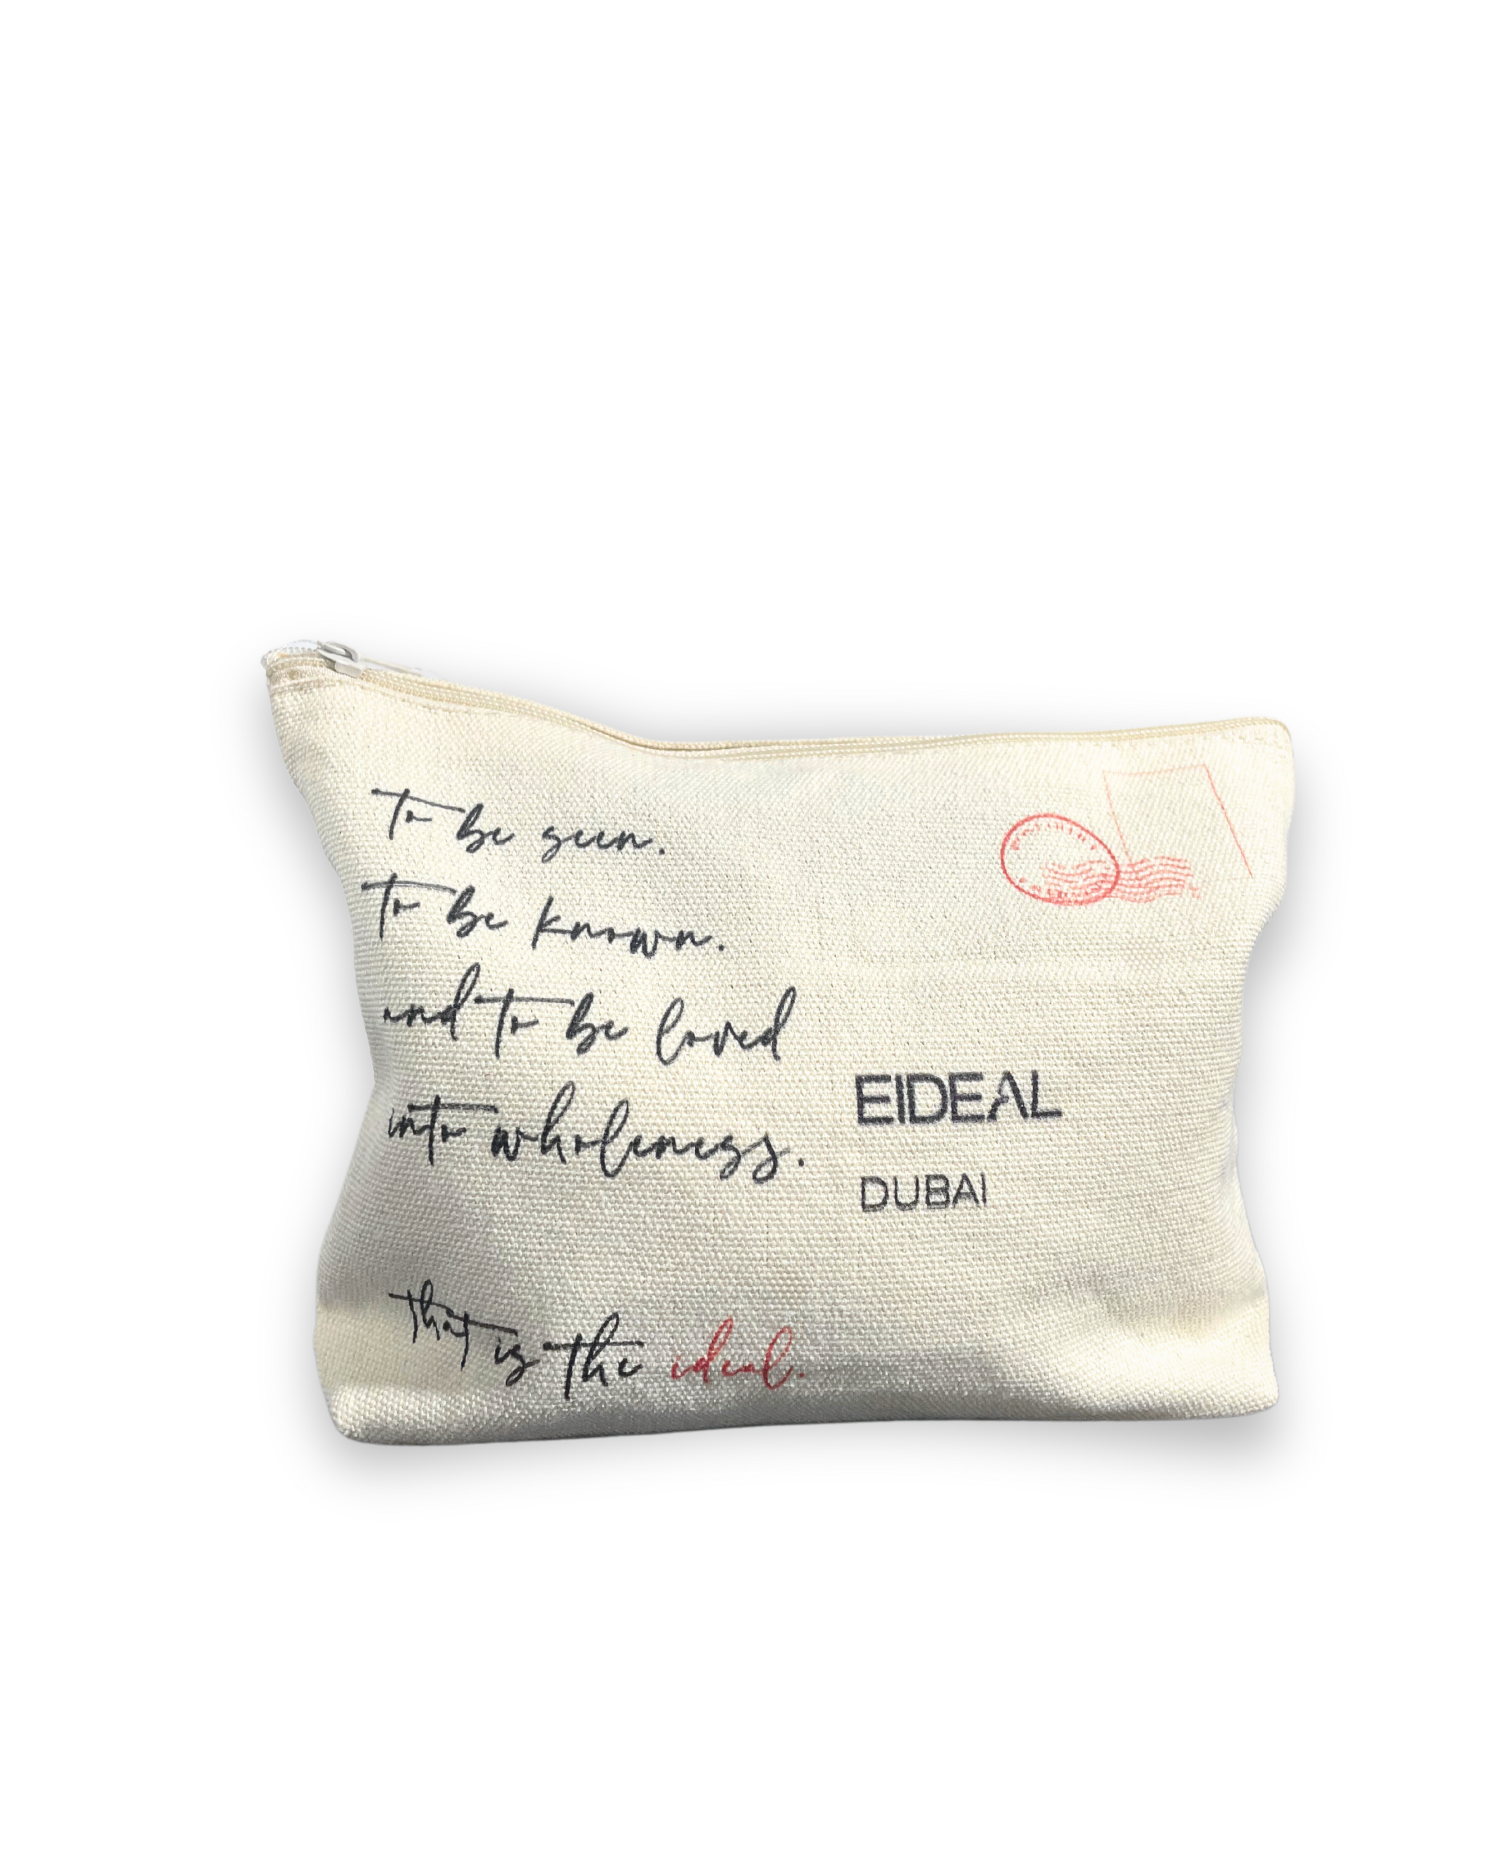 To be seen.
To be known.
and to be loved
into wholeness.
That is the ideal.
EIDEAL
DUBAI